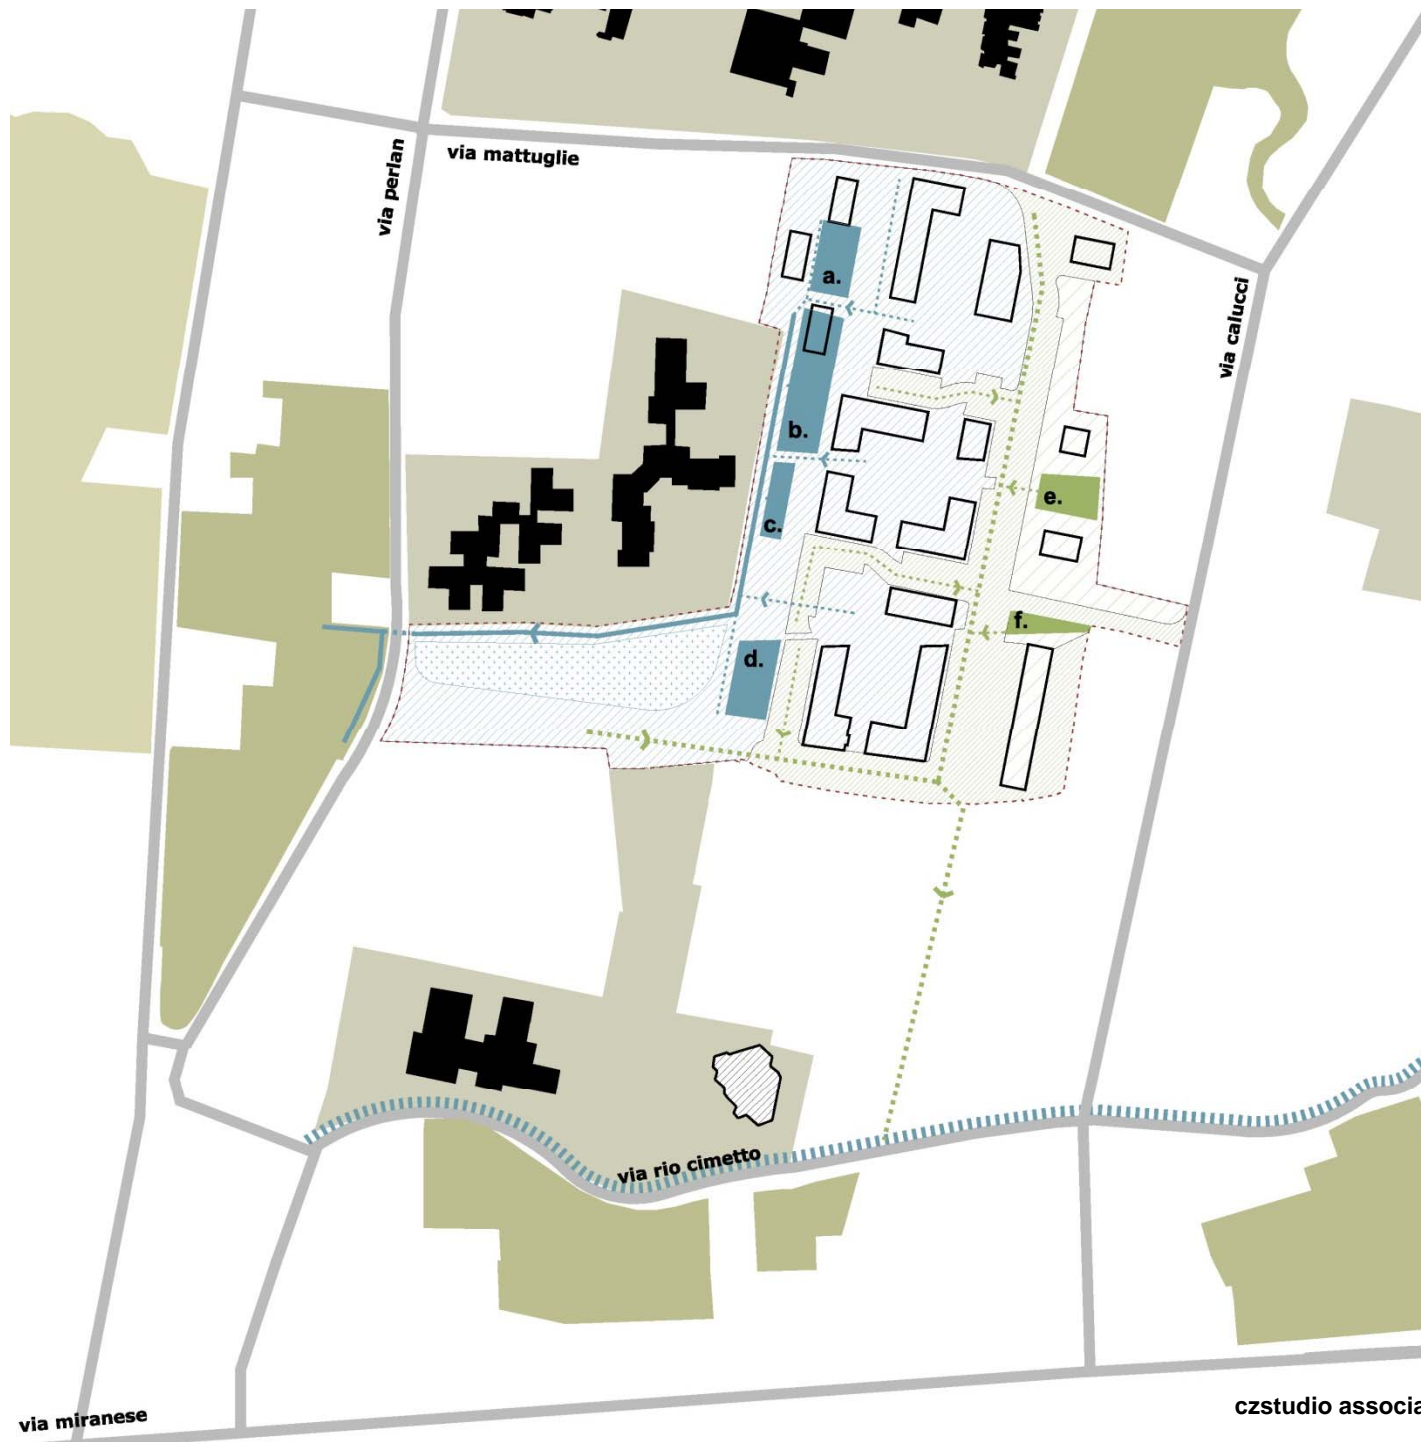 via perlan
via mattuglie
a.
via calucci
b.
e.
c.
f.
d.
via rio cimetto
czstudio associa
via miranese